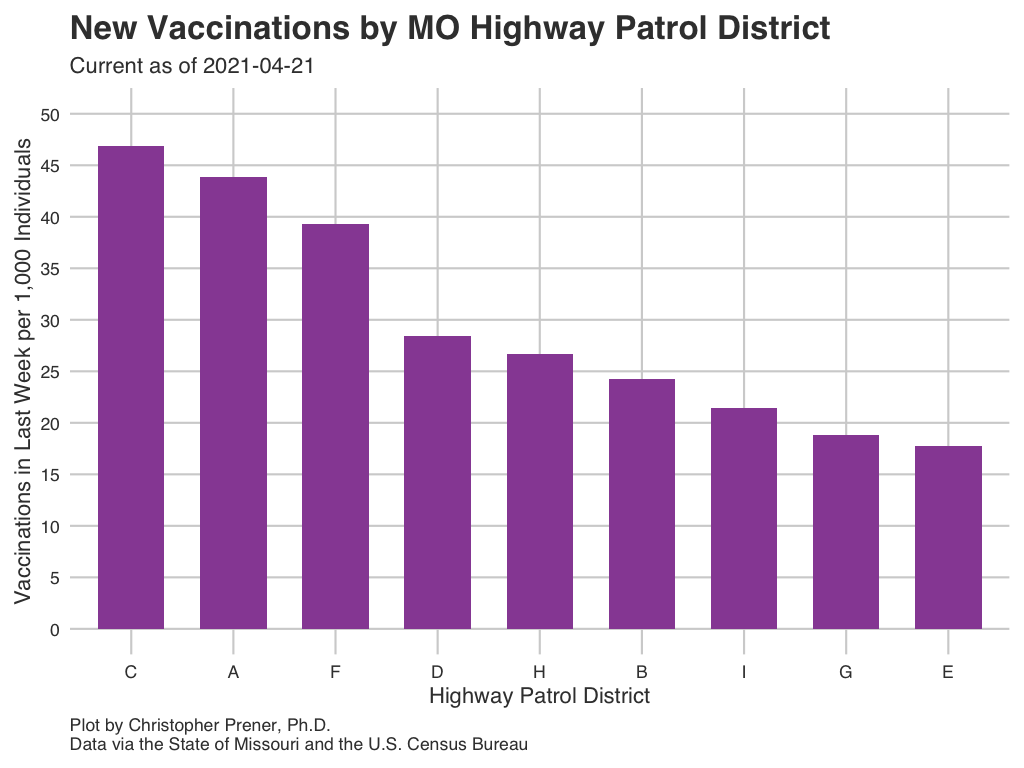 New Vaccinations by MO Highway Patrol District
Current as of 2021-04-21
Vaccinations in Last Week per 1,000 Individuals
50
45
40
35
30
25
20
15
10
5
0
C A F D H B I G E
Highway Patrol District
Plot by Christopher Prener, Ph.D.
Data via the State of Missouri and the U.S. Census Bureau